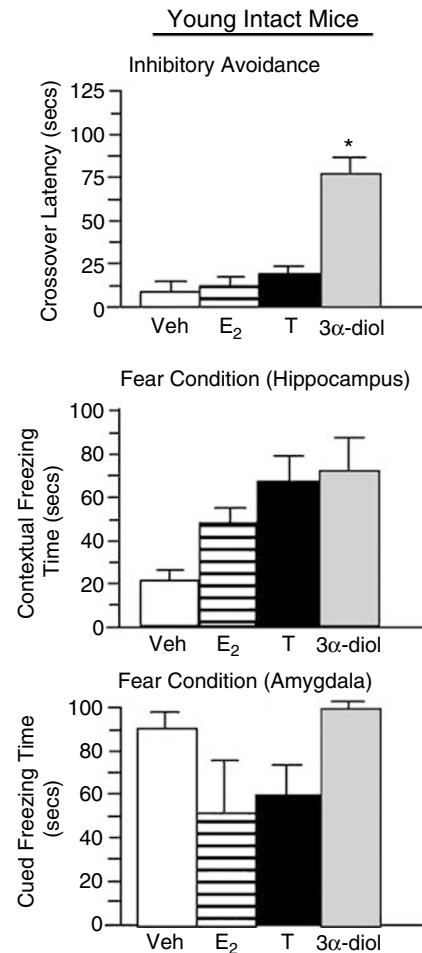 Young Intact Mice
Inhibitory Avoidance
Crossover Latency (secs)
125
100
75
25
0
*
Veh E₂ T 3α-diol
Fear Condition (Hippocampus)
Contextual Freezing
Time (secs)
100
80
60
40
20
0
Veh E₂ T 3α-diol
Fear Condition (Amygdala)
Cued Freezing Time
(secs)
100
80
60
40
20
0
Veh E₂ T 3α-diol